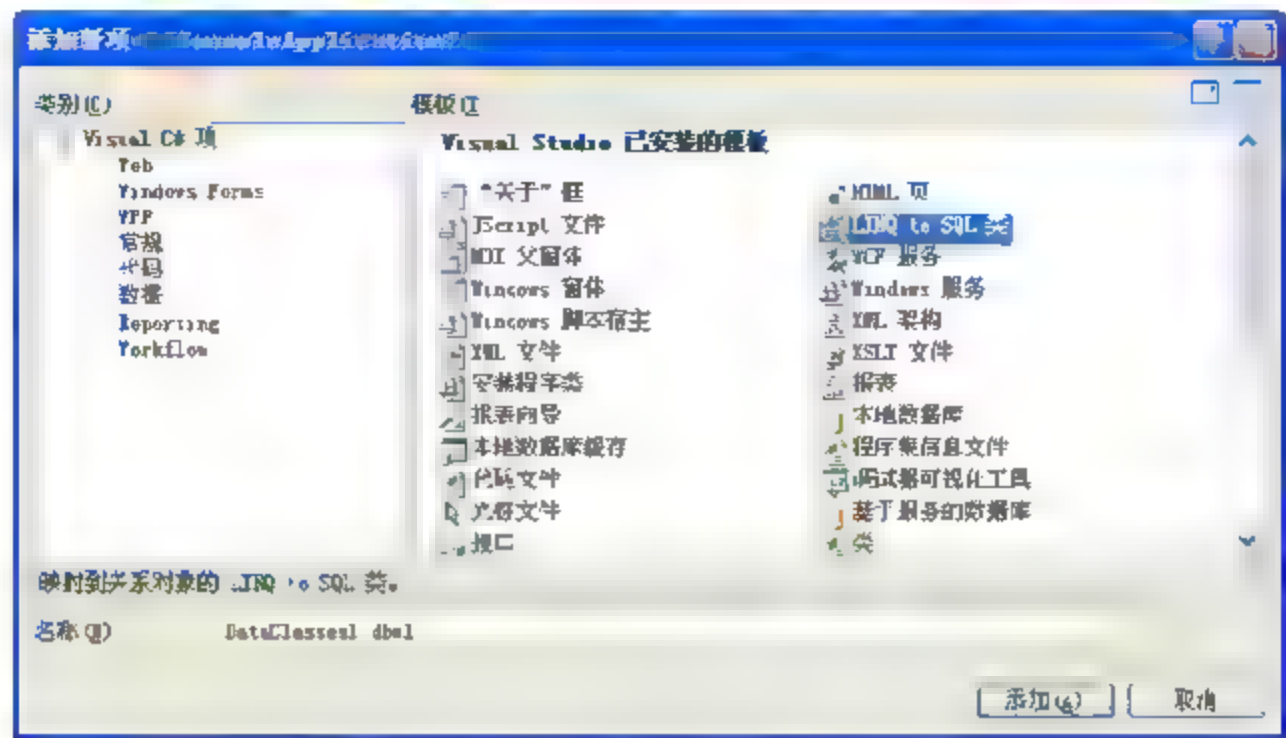 添加新项
类别(C)
模板(T
Visual C# 项
Web
Windows Forms
WPF
常规
代码
数据
Reporting
Workflow
Visual Studio 已安装的模板
“关于”框
JScript 文件
MDI 父窗体
Windows 窗体
Windows 脚本宿主
XML 文件
安装程序类
报表向导
本地数据库缓存
代码文件
光标文件
接口
HTML 页
LINQ to SQL 类
WCF 服务
Windows 服务
XML 架构
XSLT 文件
报表
本地数据库
程序集信息文件
调试器可视化工具
基于服务的数据库
类
映射到关系对象的 LINQ to SQL 类。
名称(N)
DataClasses1 dbml
添加(A)
取消